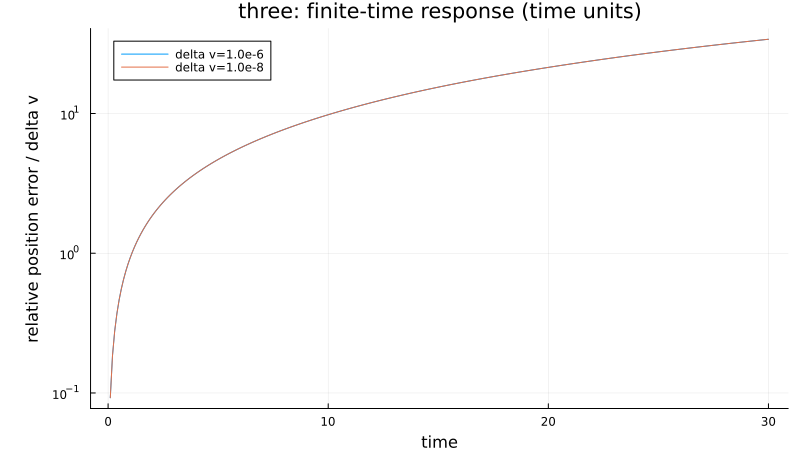 three: finite-time response (time units)
delta v=1.0e-6
delta v=1.0e-8
relative position error / delta v
10¹
10⁰
10⁻¹
0 10 20 30
time